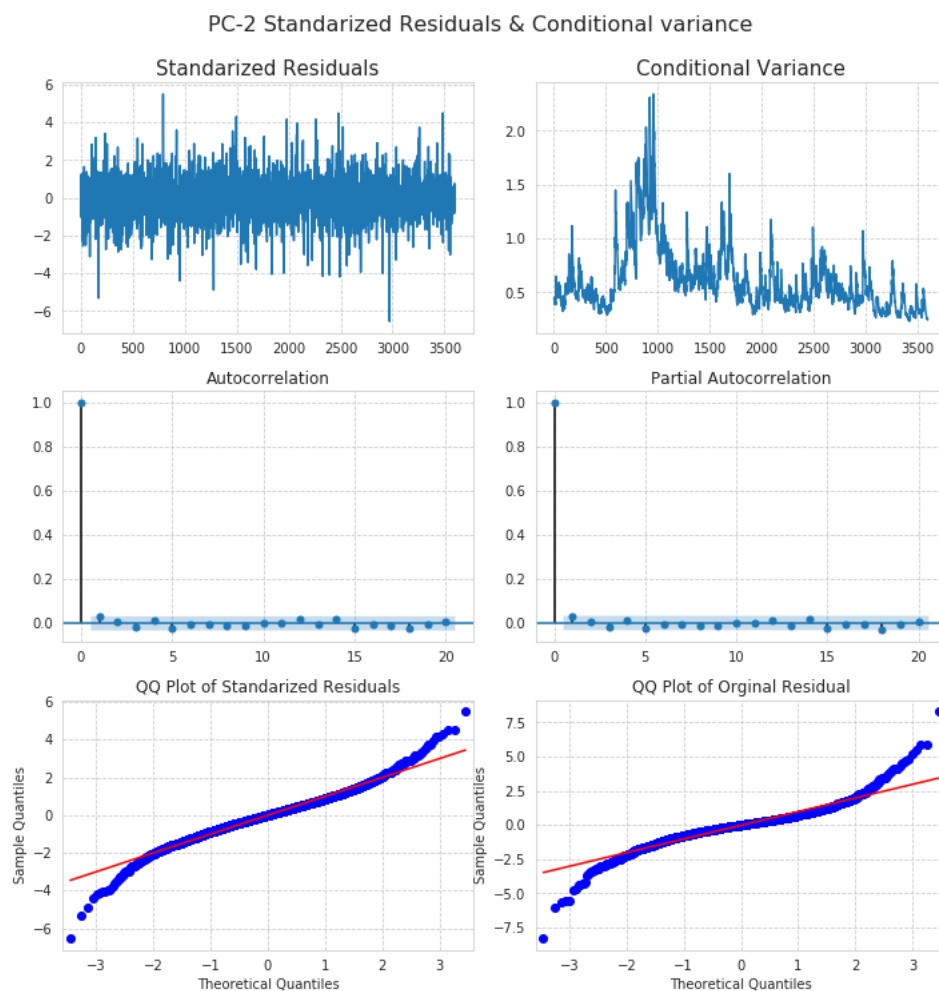 PC-2 Standarized Residuals & Conditional variance
Standarized Residuals
Conditional Variance
6
4
2
0
−2
−4
−6
0 500 1000 1500 2000 2500 3000 3500
2.0
1.5
1.0
0.5
0 500 1000 1500 2000 2500 3000 3500
Autocorrelation
Partial Autocorrelation
1.0
0.8
0.6
0.4
0.2
0.0
0 5 10 15 20
1.0
0.8
0.6
0.4
0.2
0.0
0 5 10 15 20
QQ Plot of Standarized Residuals
QQ Plot of Orginal Residual
Sample Quantiles
6
4
2
0
−2
−4
−6
−3 −2 −1 0 1 2 3
Theoretical Quantiles
Sample Quantiles
7.5
5.0
2.5
0.0
−2.5
−5.0
−7.5
−3 −2 −1 0 1 2 3
Theoretical Quantiles